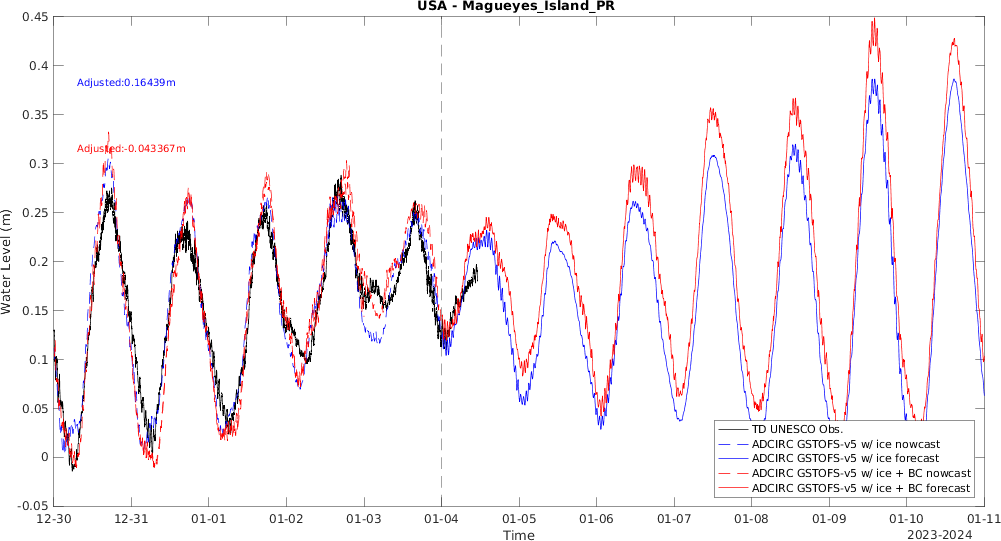 USA - Magueyes_Island_PR
0.45
0.4
0.35
0.3
0.25
0.2
0.15
0.1
0.05
0
-0.05
Water Level (m)
Adjusted:0.16439m
Adjusted:-0.043367m
TD UNESCO Obs.
ADCIRC GSTOFS-v5 w/ ice nowcast
ADCIRC GSTOFS-v5 w/ ice forecast
ADCIRC GSTOFS-v5 w/ ice + BC nowcast
ADCIRC GSTOFS-v5 w/ ice + BC forecast
12-30 12-31 01-01 01-02 01-03 01-04 01-05 01-06 01-07 01-08 01-09 01-10 01-11
Time
2023-2024